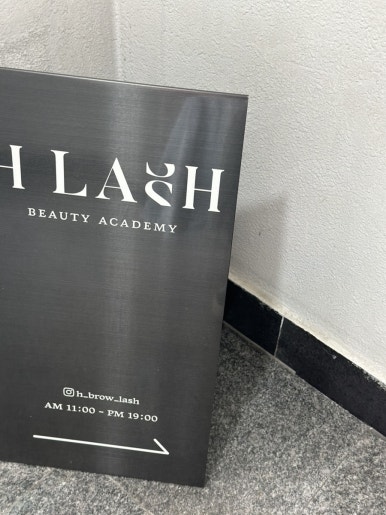 H LASH
BEAUTY ACADEMY
h_brow_lash
AM 11:00 - PM 19:00